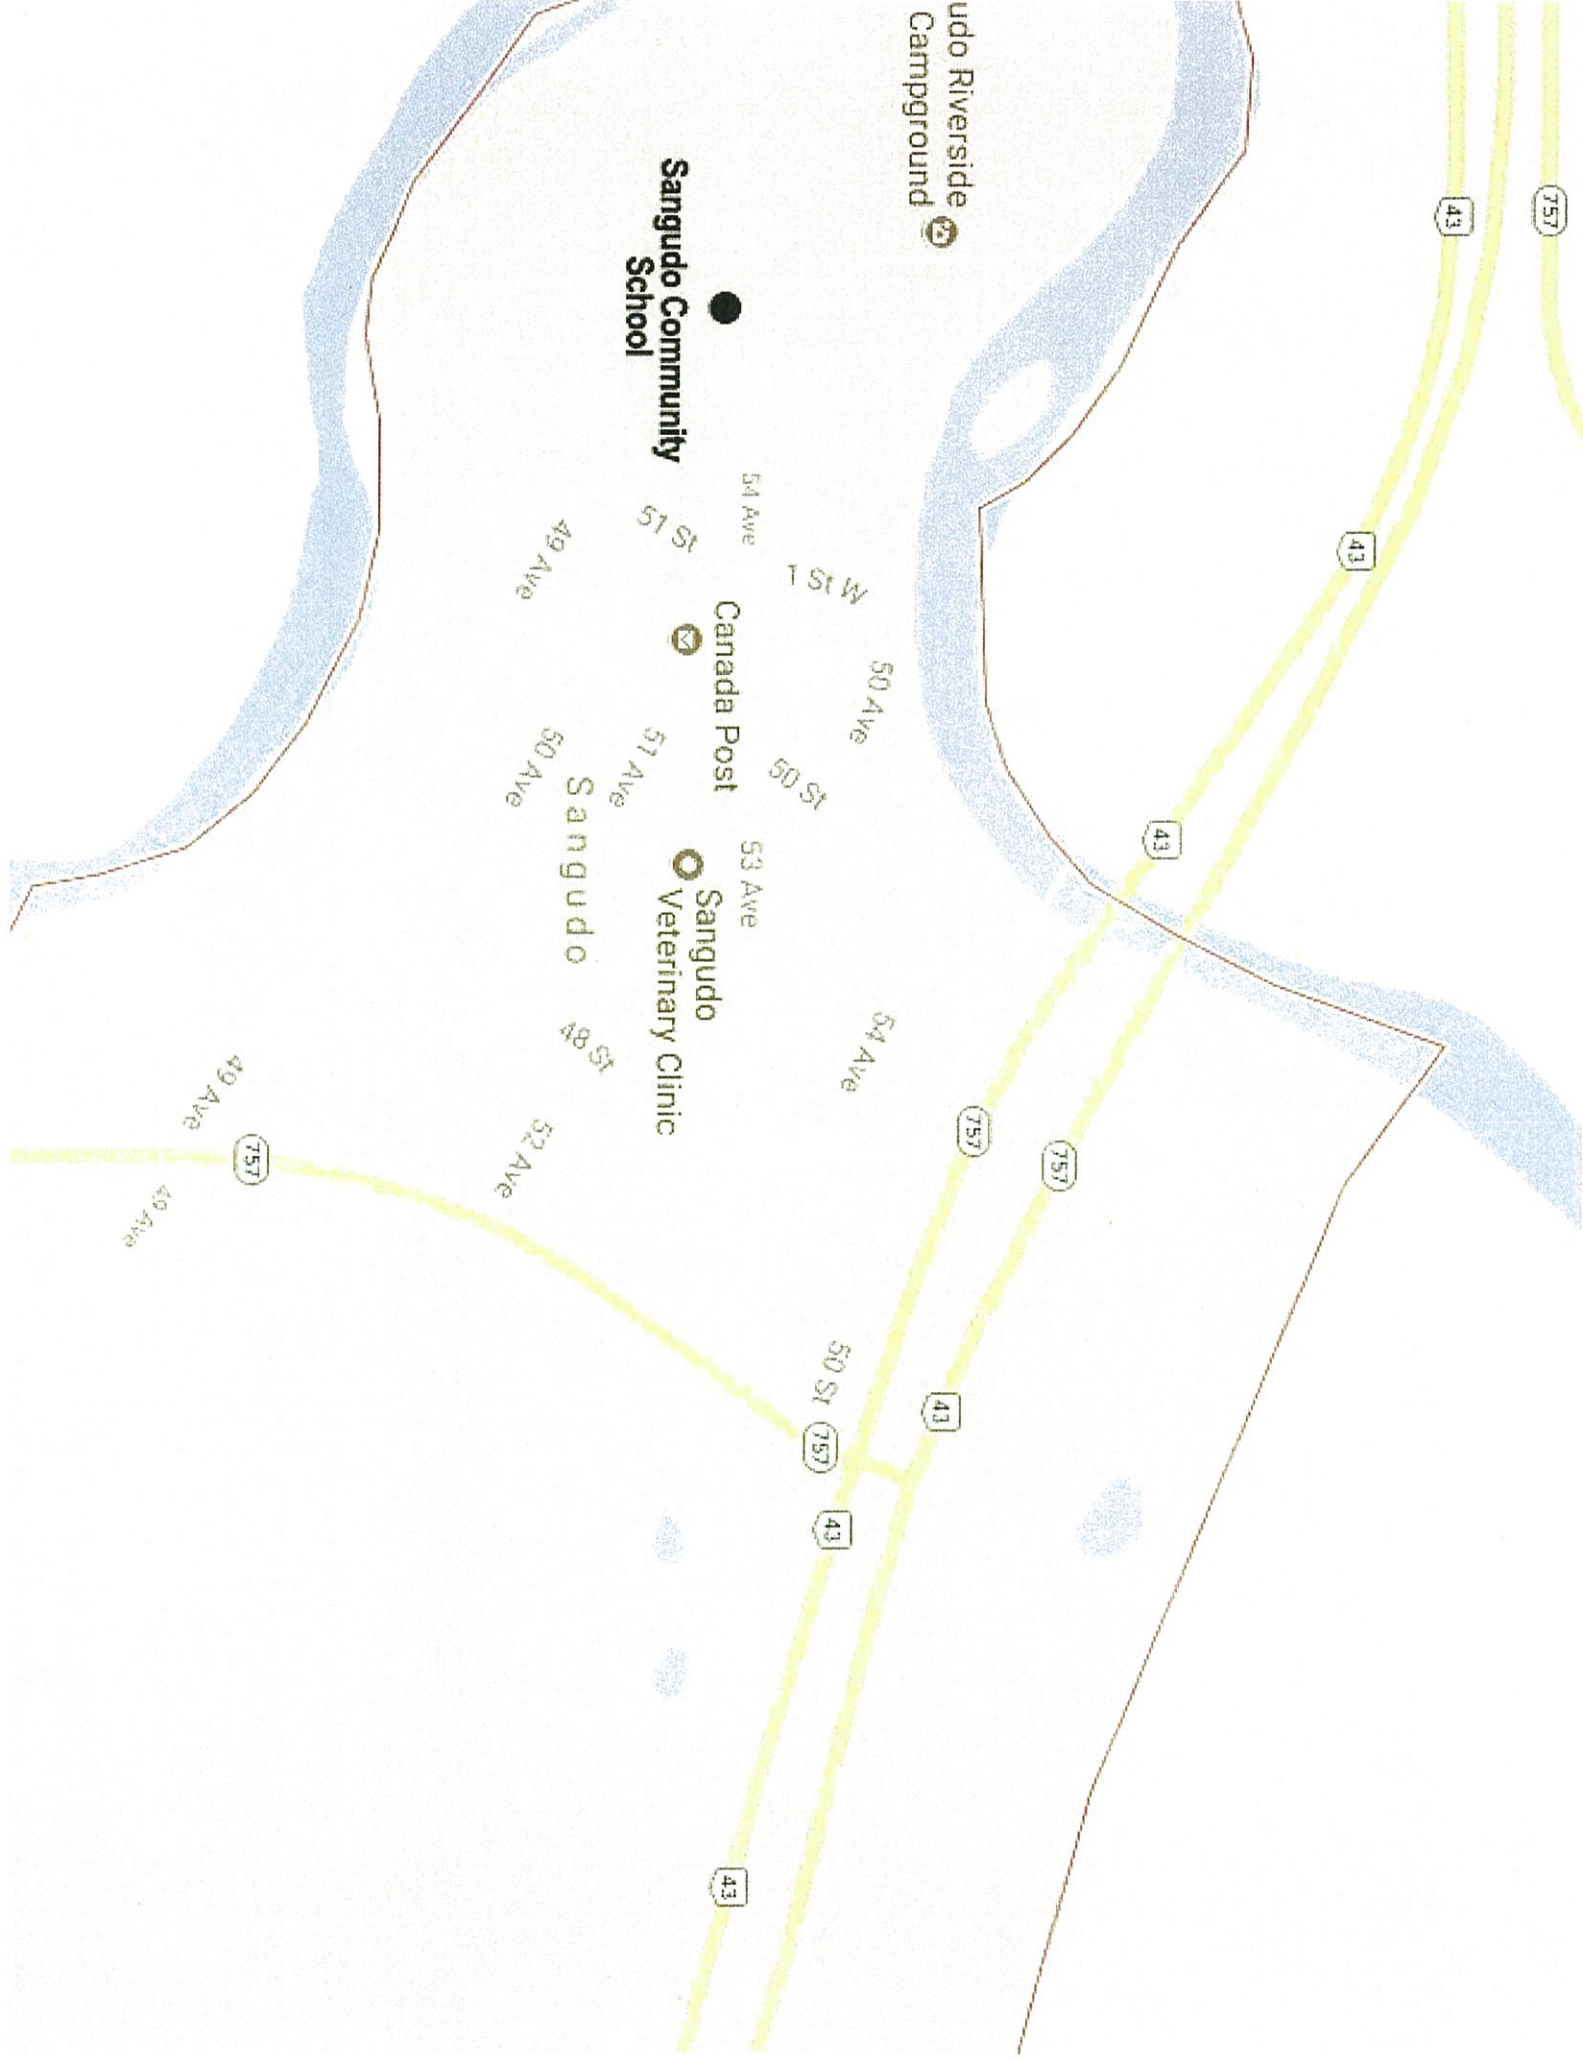 757
43
43
43
757
757
udo Riverside
Campground
43
50 Ave
54 Ave
50 St
757
43
1 St W
50 St
54 Ave
53 Ave
43
Canada Post
Sangudo
Veterinary Clinic
Sangudo Community
School
51 St
51 Ave
Sangudo
48 St
49 Ave
50 Ave
52 Ave
49 Ave
757
49 Ave